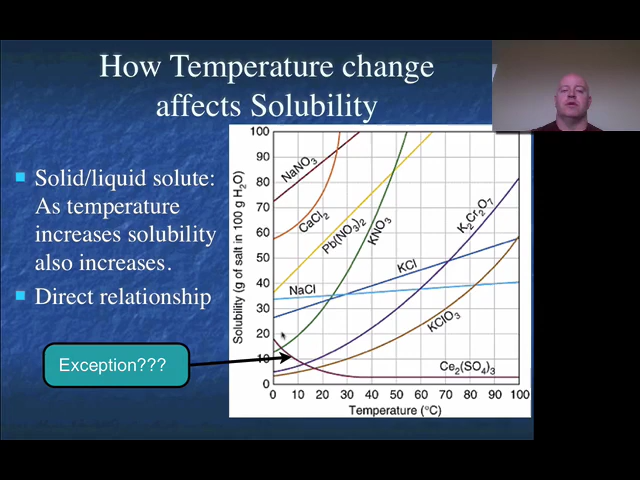 How Temperature change
affects Solubility
Solid/liquid solute:
As temperature
increases solubility
also increases.
Direct relationship
Exception???
Solubility (g of salt in 100 g H₂O)
100
90
80
70
60
50
40
30
20
10
0
NaNO₃
CaCl₂
Pb(NO₃)₂
KNO₃
K₂Cr₂O₇
KCl
NaCl
KClO₃
Ce₂(SO₄)₃
0 10 20 30 40 50 60 70 80 90 100
Temperature (°C)